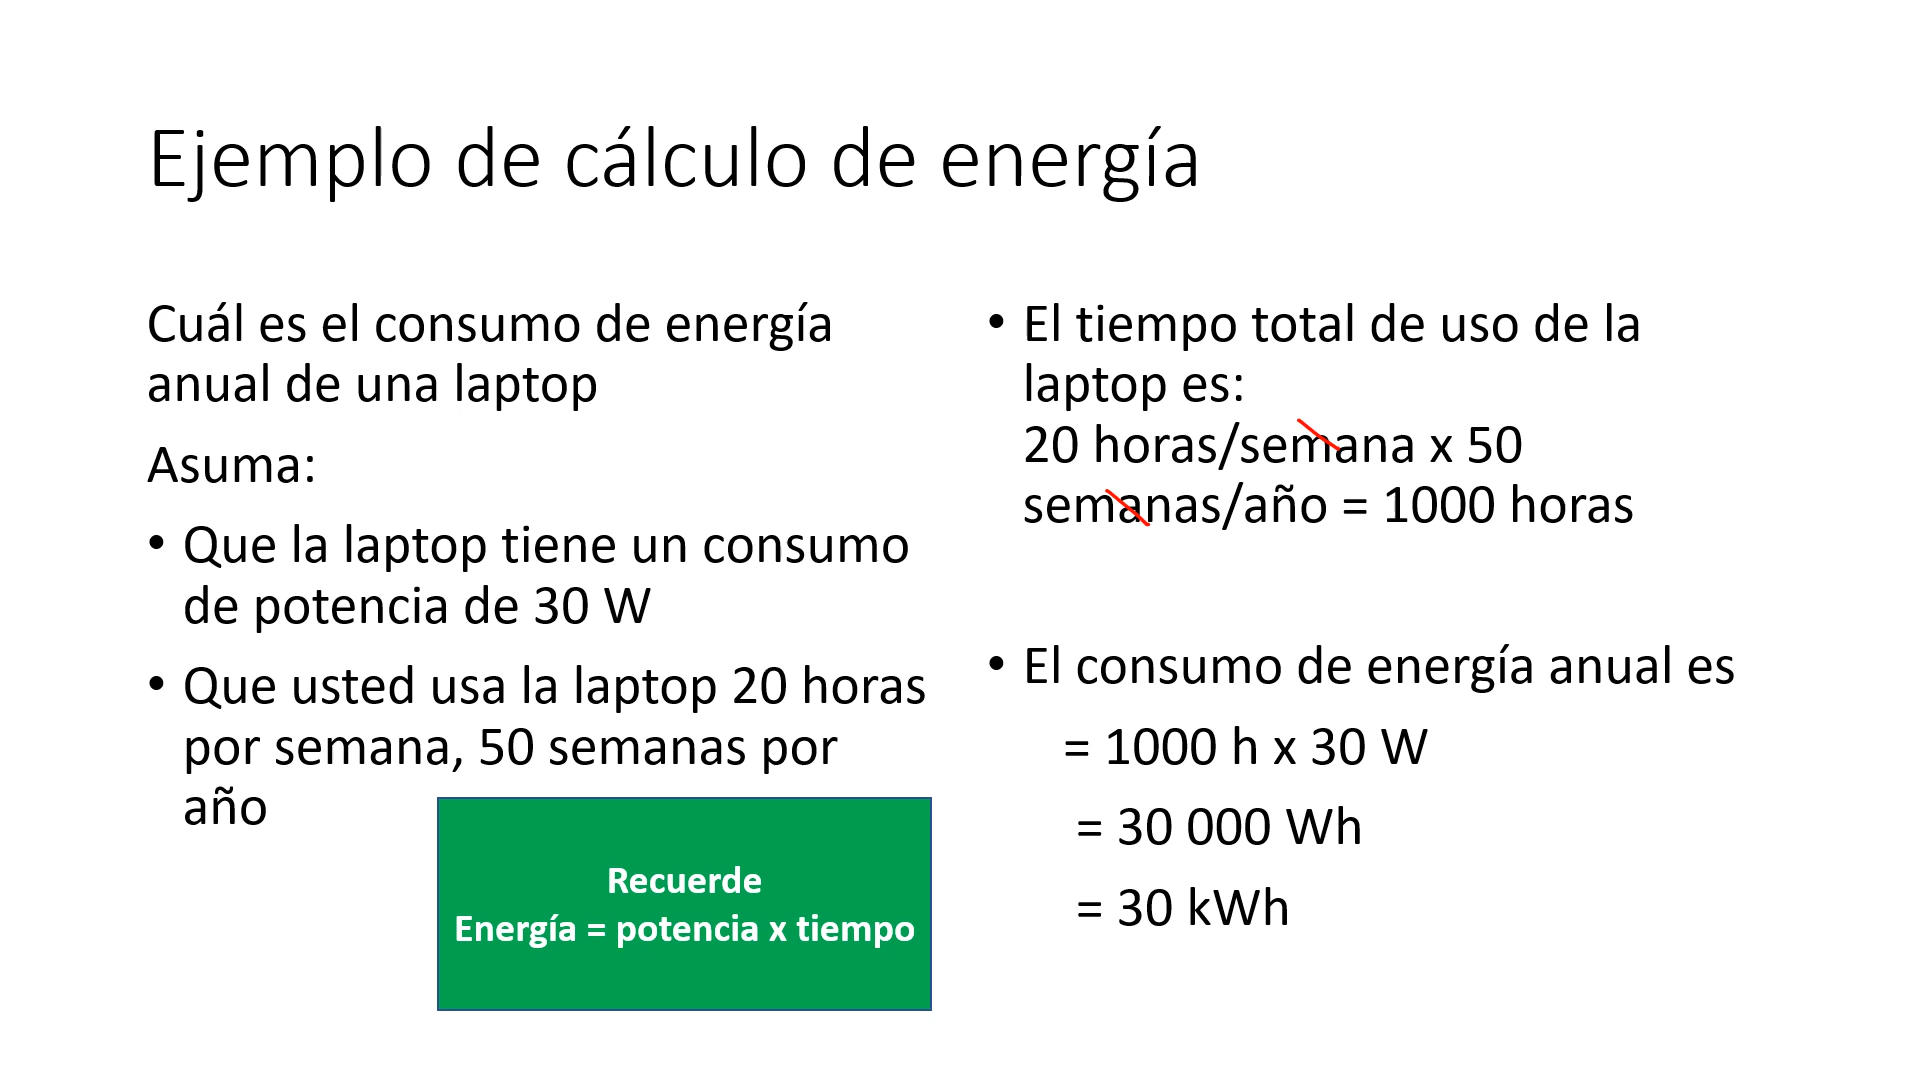 Ejemplo de cálculo de energía
Cuál es el consumo de energía
anual de una laptop
Asuma:
• Que la laptop tiene un consumo
de potencia de 30 W
• Que usted usa la laptop 20 horas
por semana, 50 semanas por
año
Recuerde
Energía = potencia x tiempo
• El tiempo total de uso de la
laptop es:
20 horas/semana x 50
semanas/año = 1000 horas
• El consumo de energía anual es
= 1000 h x 30 W
= 30 000 Wh
= 30 kWh